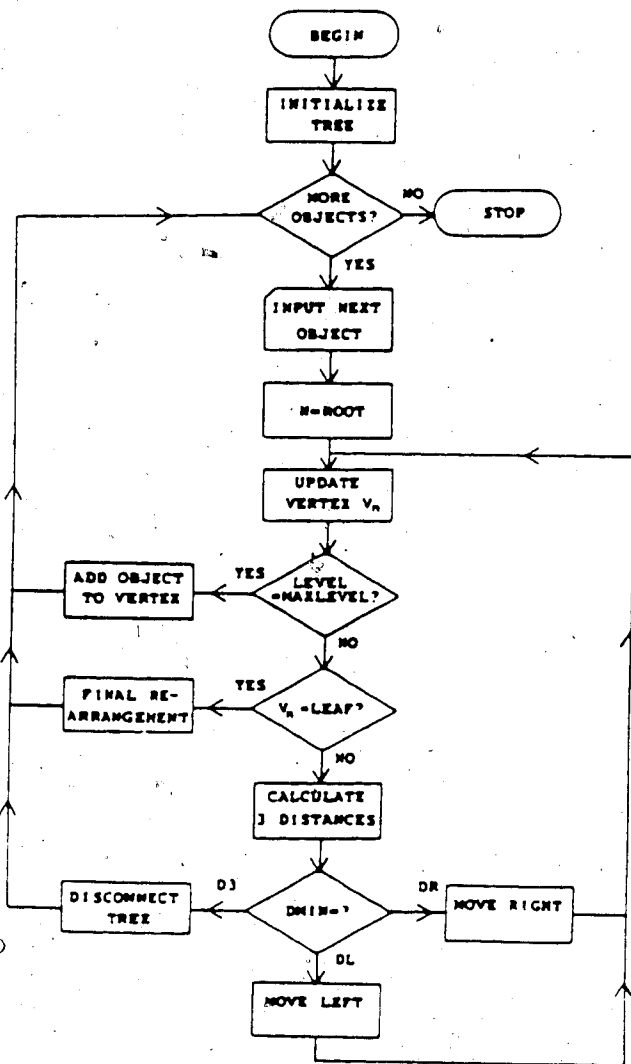 BEGIN
INITIALIZE
TREE
MORE
OBJECTS?
NO
STOP
YES
INPUT NEXT
OBJECT
N=ROOT
UPDATE
VERTEX Vn
LEVEL
=MAXLEVEL?
YES
ADD OBJECT
TO VERTEX
NO
Vn=LEAF?
YES
FINAL RE-
ARRANGEMENT
NO
CALCULATE
3 DISTANCES
DMIN=?
D3
DISCONNECT
TREE
DR
MOVE RIGHT
DL
MOVE LEFT